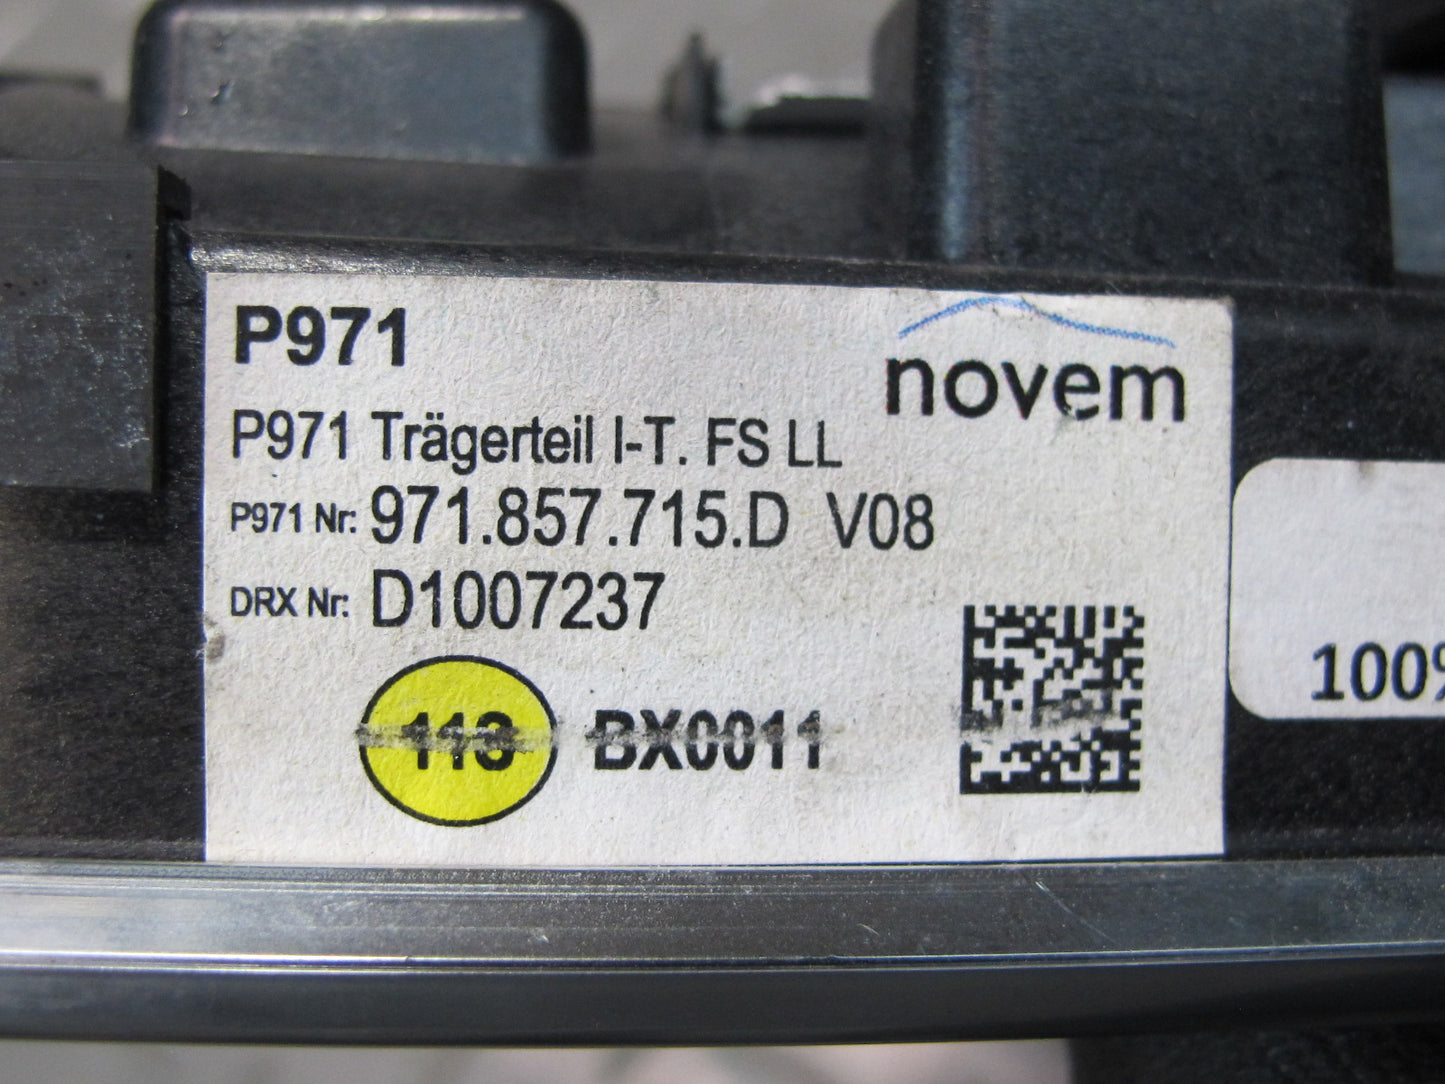 P971
novem
P971 Trägerteil I-T. FS LL
P971 Nr: 971.857.715.D V08
DRX Nr: D1007237
113 BX0011
100%